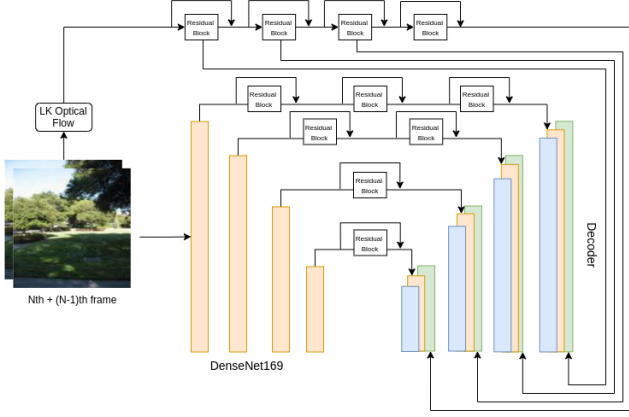 Residual
Block
Residual
Block
Residual
Block
Residual
Block
LK Optical
Flow
Residual
Block
Residual
Block
Residual
Block
Residual
Block
Residual
Block
Residual
Block
Residual
Block
Nth + (N-1)th frame
DenseNet169
Decoder